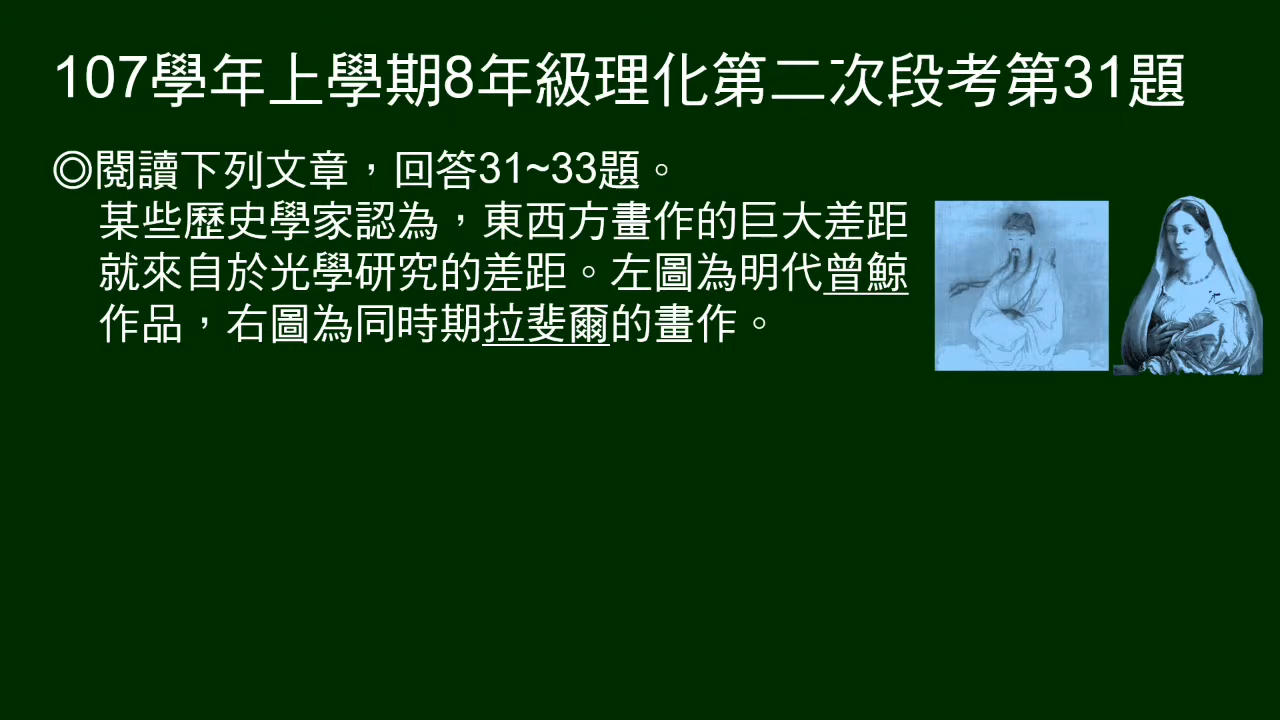 107學年上學期8年級理化第二次段考第31題
◎閱讀下列文章，回答31~33題。
某些歷史學家認為，東西方畫作的巨大差距
就來自於光學研究的差距。左圖為明代曾鯨
作品，右圖為同時期拉斐爾的畫作。